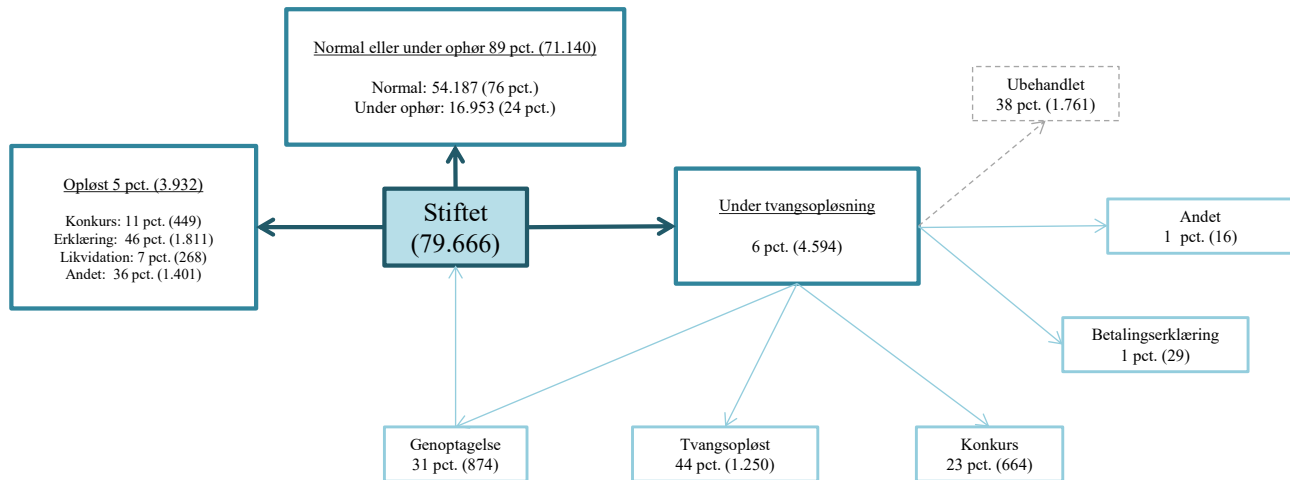 Normal eller under ophør 89 pct. (71.140)
Normal: 54.187 (76 pct.)
Under ophør: 16.953 (24 pct.)
Ubehandlet
38 pct. (1.761)
Opløst 5 pct. (3.932)
Konkurs: 11 pct. (449)
Erklæring: 46 pct. (1.811)
Likvidation: 7 pct. (268)
Andet: 36 pct. (1.401)
Stiftet
(79.666)
Under tvangsopløsning
6 pct. (4.594)
Andet
1 pct. (16)
Betalingserklæring
1 pct. (29)
Genoptagelse
31 pct. (874)
Tvangsopløst
44 pct. (1.250)
Konkurs
23 pct. (664)